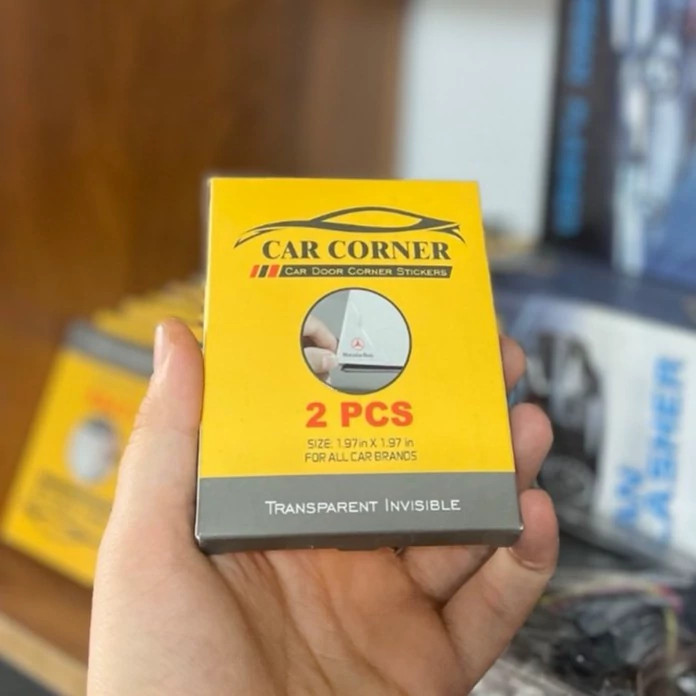 CAR CORNER
CAR DOOR CORNER STICKERS
2 PCS
SIZE: 1.97in X 1.97 in
FOR ALL CAR BRANDS
TRANSPARENT INVISIBLE